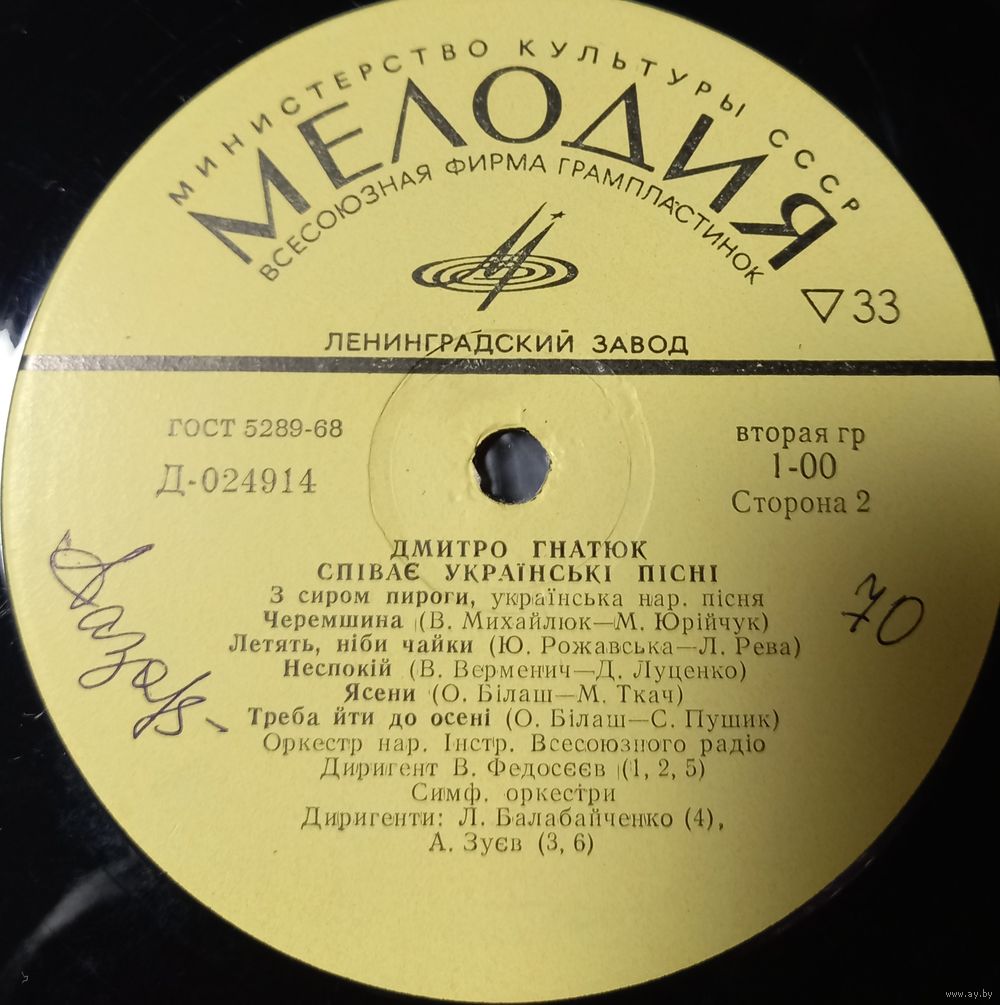 МИНИСТЕРСТВО КУЛЬТУРЫ СССР
МЕЛОДИЯ
ВСЕСОЮЗНАЯ ФИРМА ГРАМПЛАСТИНОК
33
ЛЕНИНГРАДСКИЙ ЗАВОД
ГОСТ 5289-68
Д-024914
вторая гр
1-00
Сторона 2
ДМИТРО ГНАТЮК
СПІВАЄ УКРАЇНСЬКІ ПІСНІ
З сиром пироги, українська нар. пісня
Черемшина (В. Михайлюк—М. Юрійчук)
Летять, ніби чайки (Ю. Рожавська—Л. Рева)
Неспокій (В. Верменич—Д. Луценко)
Ясени (О. Білаш—М. Ткач)
Треба йти до осені (О. Білаш—С. Пушик)
Оркестр нар. Інстр. Всесоюзного радіо
Диригент В. Федосєєв (1, 2, 5)
Симф. оркестри
Диригенти: Л. Балабайченко (4),
А. Зуєв (3, 6)
70
www.ay.by